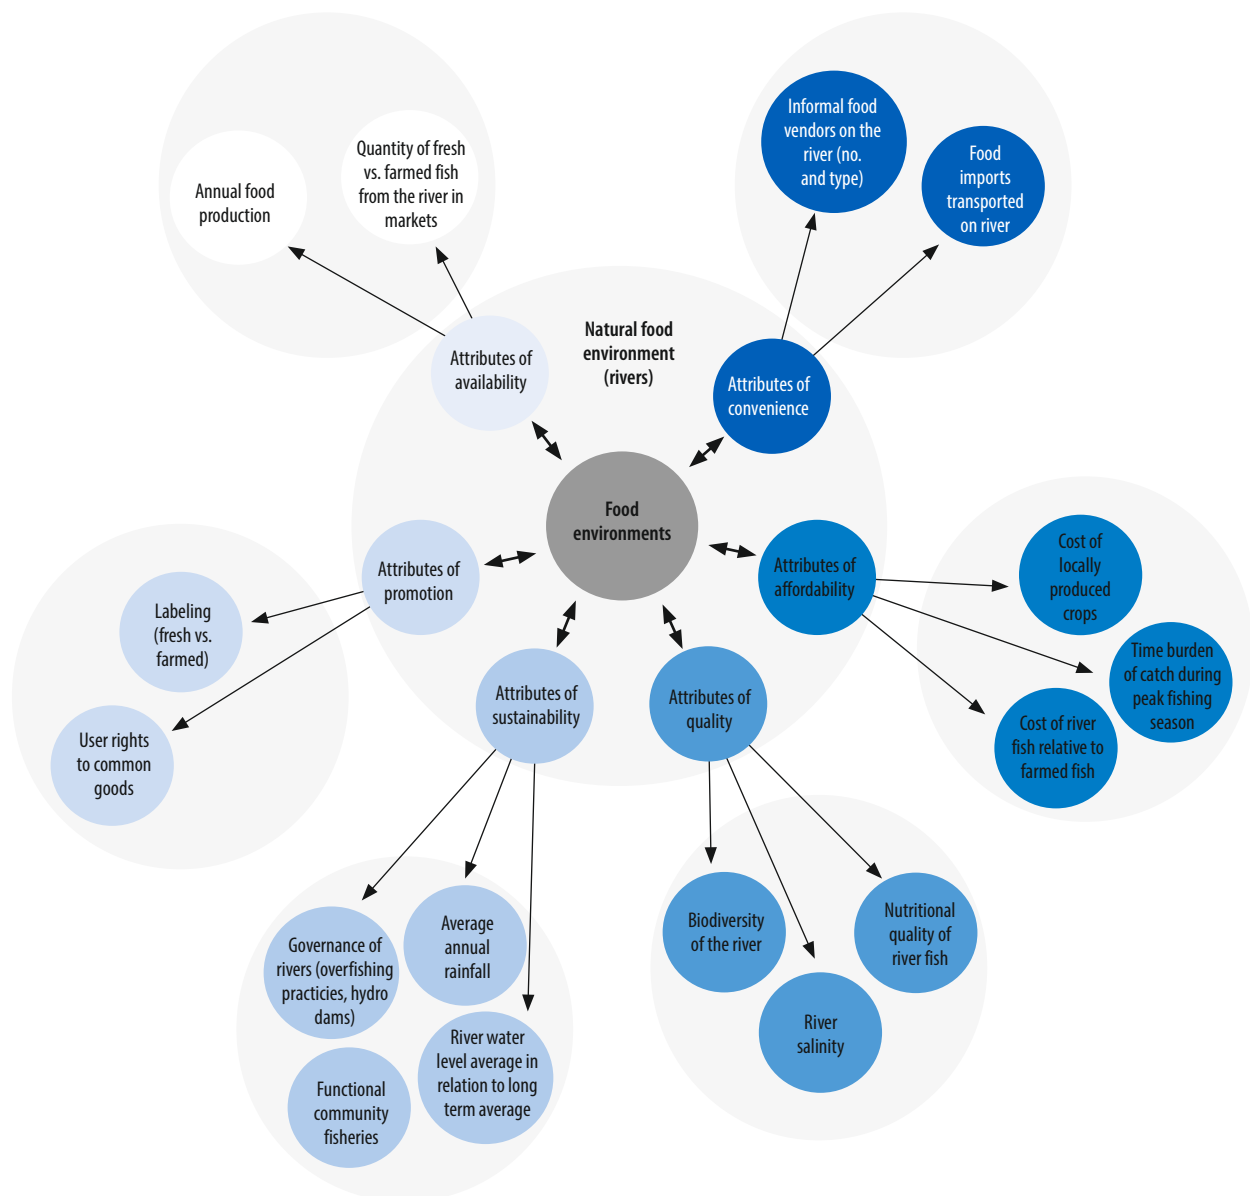 Informal food
vendors on the
river (no.
and type)
Food
imports
transported
on river
Quantity of fresh
vs. farmed fish
from the river in
markets
Annual food
production
Natural food
environment
(rivers)
Attributes of
availability
Attributes of
convenience
Food
environments
Attributes of
promotion
Attributes of
affordability
Cost of
locally
produced
crops
Labeling
(fresh vs.
farmed)
Time burden
of catch during
peak fishing
season
Attributes of
sustainability
Attributes of
quality
Cost of river
fish relative to
farmed fish
User rights
to common
goods
Governance of
rivers (overfishing
practicies, hydro
dams)
Average
annual
rainfall
Biodiversity
of the river
Nutritional
quality of
river fish
River
salinity
River water
level average in
relation to long
term average
Functional
community
fisheries